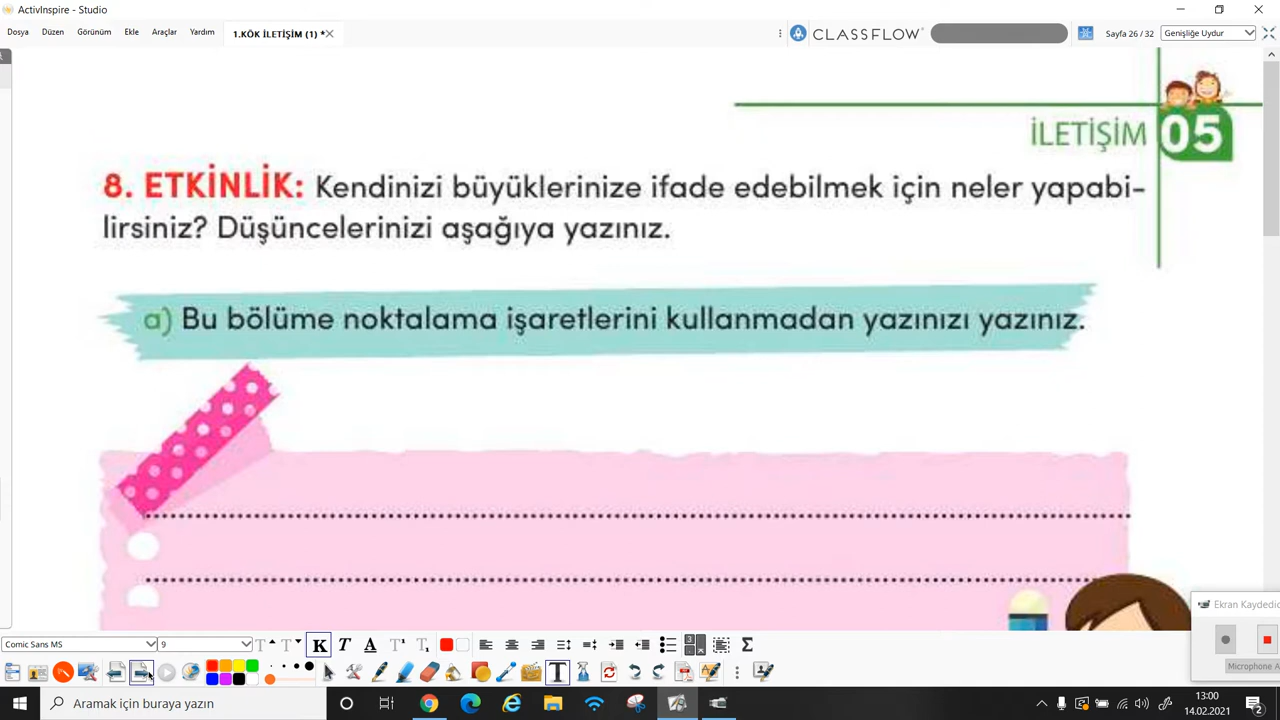 ActivInspire - Studio
Dosya Düzen Görünüm Ekle Araçlar Yardım 1.KÖK İLETİŞİM (1) * CLASSFLOW Sayfa 26 / 32 Genişliğe Uydur
İLETİŞİM 05
8. ETKİNLİK: Kendinizi büyüklerinize ifade edebilmek için neler yapabi-
lirsiniz? Düşüncelerinizi aşağıya yazınız.
a) Bu bölüme noktalama işaretlerini kullanmadan yazınızı yazınız.
Ekran Kaydedic
Microphone A
Comic Sans MS 9
Aramak için buraya yazın
13:00
14.02.2021
2